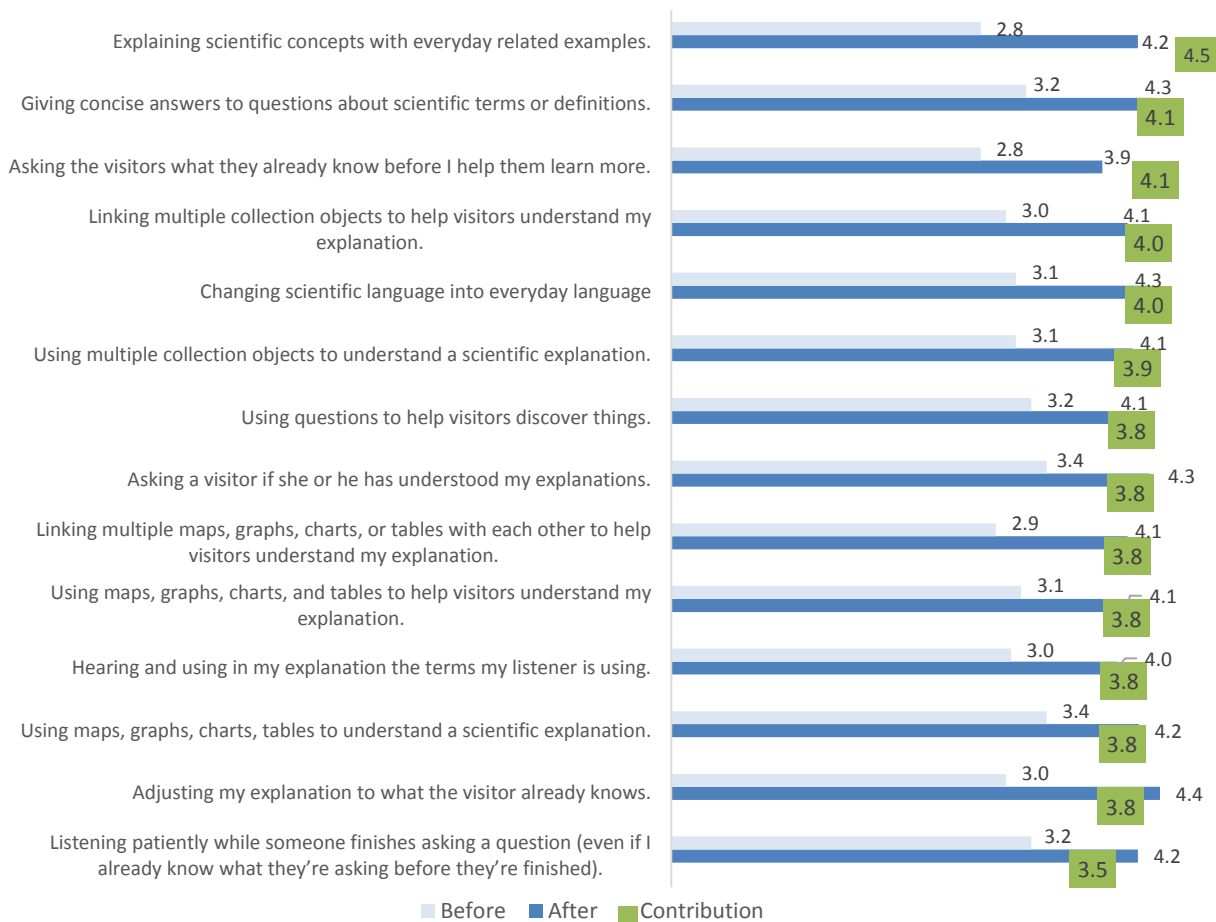 Explaining scientific concepts with everyday related examples.
2.8
4.2
4.5
Giving concise answers to questions about scientific terms or definitions.
3.2
4.3
4.1
Asking the visitors what they already know before I help them learn more.
2.8
3.9
4.1
Linking multiple collection objects to help visitors understand my
explanation.
3.0
4.1
4.0
Changing scientific language into everyday language
3.1
4.3
4.0
Using multiple collection objects to understand a scientific explanation.
3.1
4.1
3.9
Using questions to help visitors discover things.
3.2
4.1
3.8
Asking a visitor if she or he has understood my explanations.
3.4
4.3
3.8
Linking multiple maps, graphs, charts, or tables with each other to help
visitors understand my explanation.
2.9
4.1
3.8
Using maps, graphs, charts, and tables to help visitors understand my
explanation.
3.1
4.1
3.8
Hearing and using in my explanation the terms my listener is using.
3.0
4.0
3.8
Using maps, graphs, charts, tables to understand a scientific explanation.
3.4
4.2
3.8
Adjusting my explanation to what the visitor already knows.
3.0
4.4
3.8
Listening patiently while someone finishes asking a question (even if I
already know what they’re asking before they’re finished).
3.2
4.2
3.5
Before After Contribution